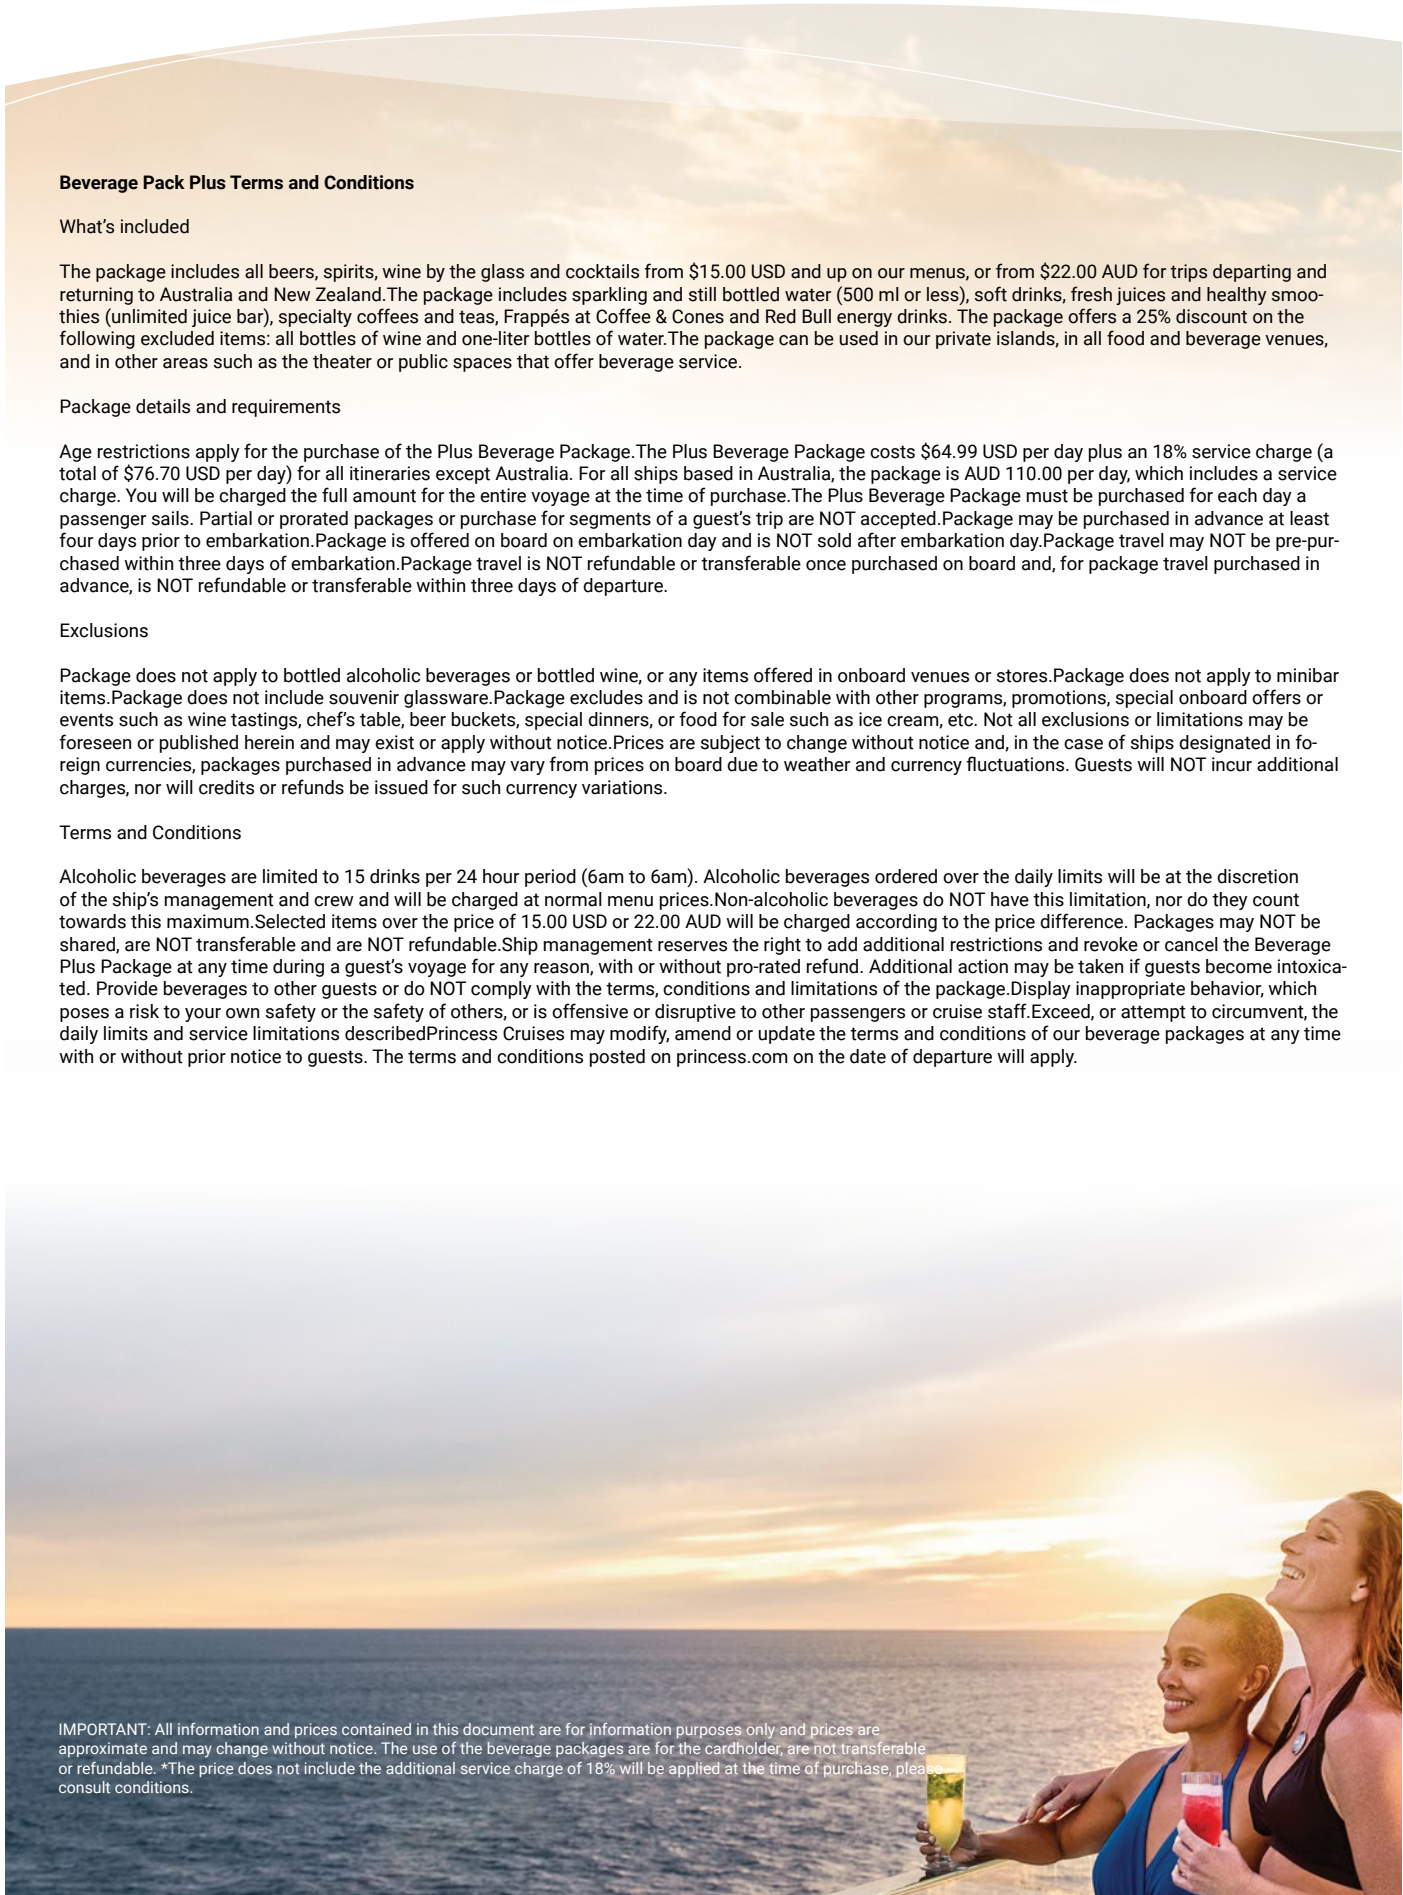 Beverage Pack Plus Terms and Conditions
What's included
The package includes all beers, spirits, wine by the glass and cocktails from $15.00 USD and up on our menus, or from $22.00 AUD for trips departing and
returning to Australia and New Zealand.The package includes sparkling and still bottled water (500 ml or less), soft drinks, fresh juices and healthy smoo-
thies (unlimited juice bar), specialty coffees and teas, Frappés at Coffee & Cones and Red Bull energy drinks. The package offers a 25% discount on the
following excluded items: all bottles of wine and one-liter bottles of water.The package can be used in our private islands, in all food and beverage venues,
and in other areas such as the theater or public spaces that offer beverage service.
Package details and requirements
Age restrictions apply for the purchase of the Plus Beverage Package.The Plus Beverage Package costs $64.99 USD per day plus an 18% service charge (a
total of $76.70 USD per day) for all itineraries except Australia. For all ships based in Australia, the package is AUD 110.00 per day, which includes a service
charge. You will be charged the full amount for the entire voyage at the time of purchase.The Plus Beverage Package must be purchased for each day a
passenger sails. Partial or prorated packages or purchase for segments of a guest's trip are NOT accepted.Package may be purchased in advance at least
four days prior to embarkation.Package is offered on board on embarkation day and is NOT sold after embarkation day.Package travel may NOT be pre-pur-
chased within three days of embarkation.Package travel is NOT refundable or transferable once purchased on board and, for package travel purchased in
advance, is NOT refundable or transferable within three days of departure.
Exclusions
Package does not apply to bottled alcoholic beverages or bottled wine, or any items offered in onboard venues or stores.Package does not apply to minibar
items.Package does not include souvenir glassware.Package excludes and is not combinable with other programs, promotions, special onboard offers or
events such as wine tastings, chef's table, beer buckets, special dinners, or food for sale such as ice cream, etc. Not all exclusions or limitations may be
foreseen or published herein and may exist or apply without notice.Prices are subject to change without notice and, in the case of ships designated in fo-
reign currencies, packages purchased in advance may vary from prices on board due to weather and currency fluctuations. Guests will NOT incur additional
charges, nor will credits or refunds be issued for such currency variations.
Terms and Conditions
Alcoholic beverages are limited to 15 drinks per 24 hour period (6am to 6am). Alcoholic beverages ordered over the daily limits will be at the discretion
of the ship's management and crew and will be charged at normal menu prices.Non-alcoholic beverages do NOT have this limitation, nor do they count
towards this maximum.Selected items over the price of 15.00 USD or 22.00 AUD will be charged according to the price difference. Packages may NOT be
shared, are NOT transferable and are NOT refundable.Ship management reserves the right to add additional restrictions and revoke or cancel the Beverage
Plus Package at any time during a guest's voyage for any reason, with or without pro-rated refund. Additional action may be taken if guests become intoxica-
ted. Provide beverages to other guests or do NOT comply with the terms, conditions and limitations of the package.Display inappropriate behavior, which
poses a risk to your own safety or the safety of others, or is offensive or disruptive to other passengers or cruise staff.Exceed, or attempt to circumvent, the
daily limits and service limitations describedPrincess Cruises may modify, amend or update the terms and conditions of our beverage packages at any time
with or without prior notice to guests. The terms and conditions posted on princess.com on the date of departure will apply.
IMPORTANT: All information and prices contained in this document are for information purposes only and prices are
approximate and may change without notice. The use of the beverage packages are for the cardholder, are not transferable
or refundable. *The price does not include the additional service charge of 18% will be applied at the time of purchase, please
consult conditions.